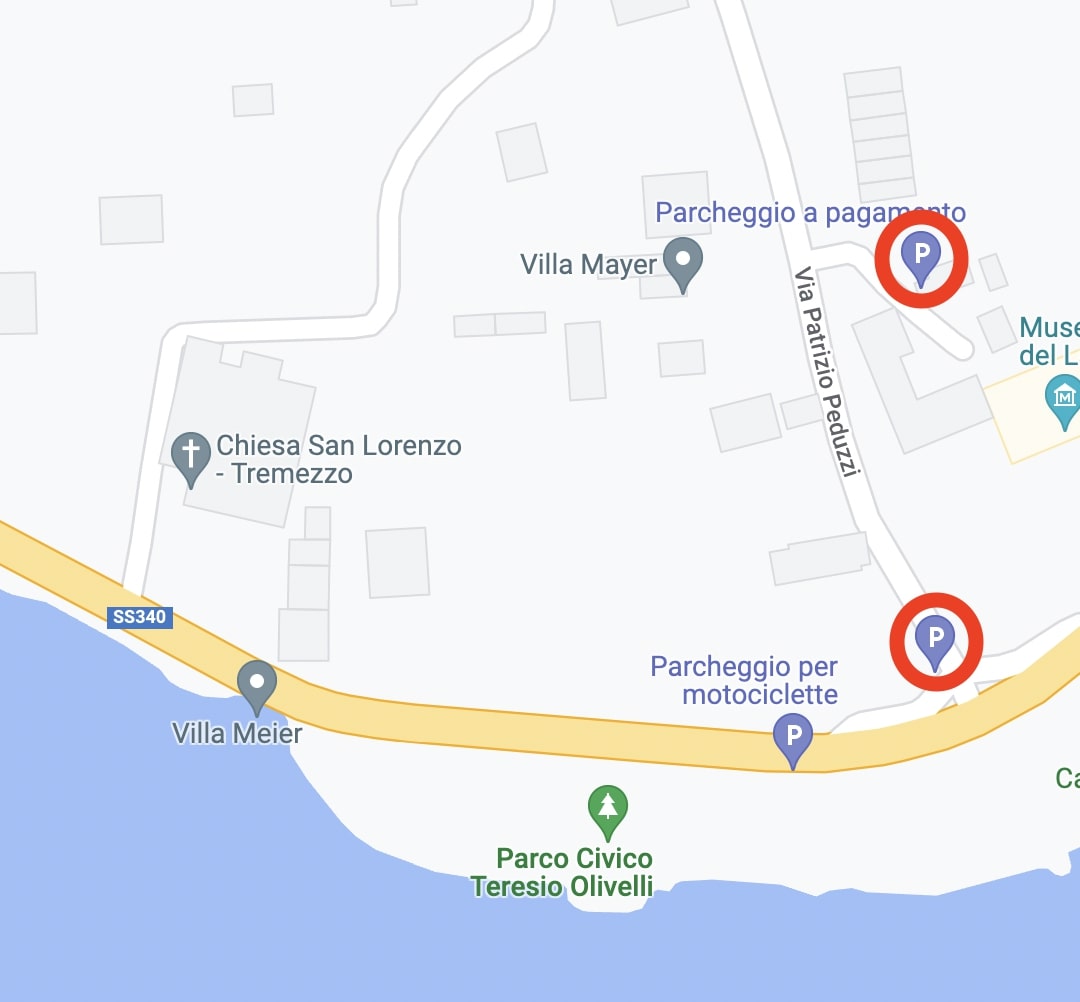 Parcheggio a pagamento
P
Villa Mayer
Via Patrizio Peduzzi
Muse
del L
M
Chiesa San Lorenzo
- Tremezzo
SS340
P
Parcheggio per
motociclette
P
Villa Meier
Ca
Parco Civico
Teresio Olivelli